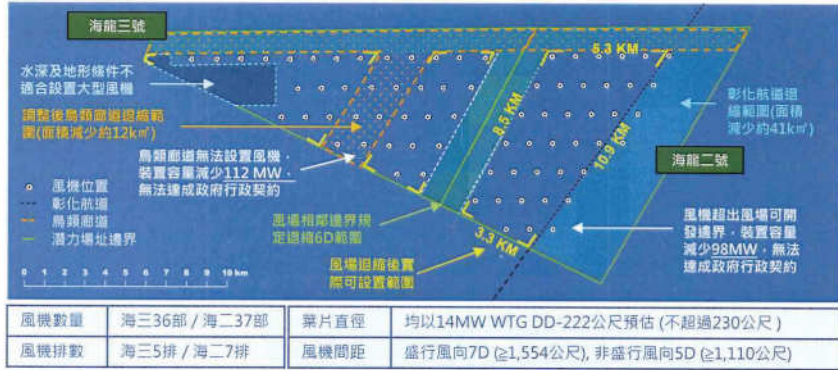 海龍三號
5.3 KM
水深及地形條件不
適合設置大型風機
調整後鳥類廊道退縮範
圍(面積減少約12k㎡)
8.5 KM
彰化航道退
縮範圍(面積
減少約41k㎡)
鳥類廊道無法設置風機，
裝置容量減少112 MW，
無法達成政府行政契約
10.9 KM
海龍二號
風機位置
彰化航道
鳥類廊道
潛力場址邊界
風場相鄰邊界規
定退縮6D範圍
3.3 KM
風機超出風場可開
發邊界，裝置容量
減少98MW，無法
達成政府行政契約
風場退縮後實
際可設置範圍
0 1 2 3 4 5 6 7 8 9 10 km
風機數量 海三36部 / 海二37部 葉片直徑 均以14MW WTG DD-222公尺預估 (不超過230公尺 )
風機排數 海三5排 / 海二7排 風機間距 盛行風向7D (≧1,554公尺), 非盛行風向5D (≧1,110公尺)